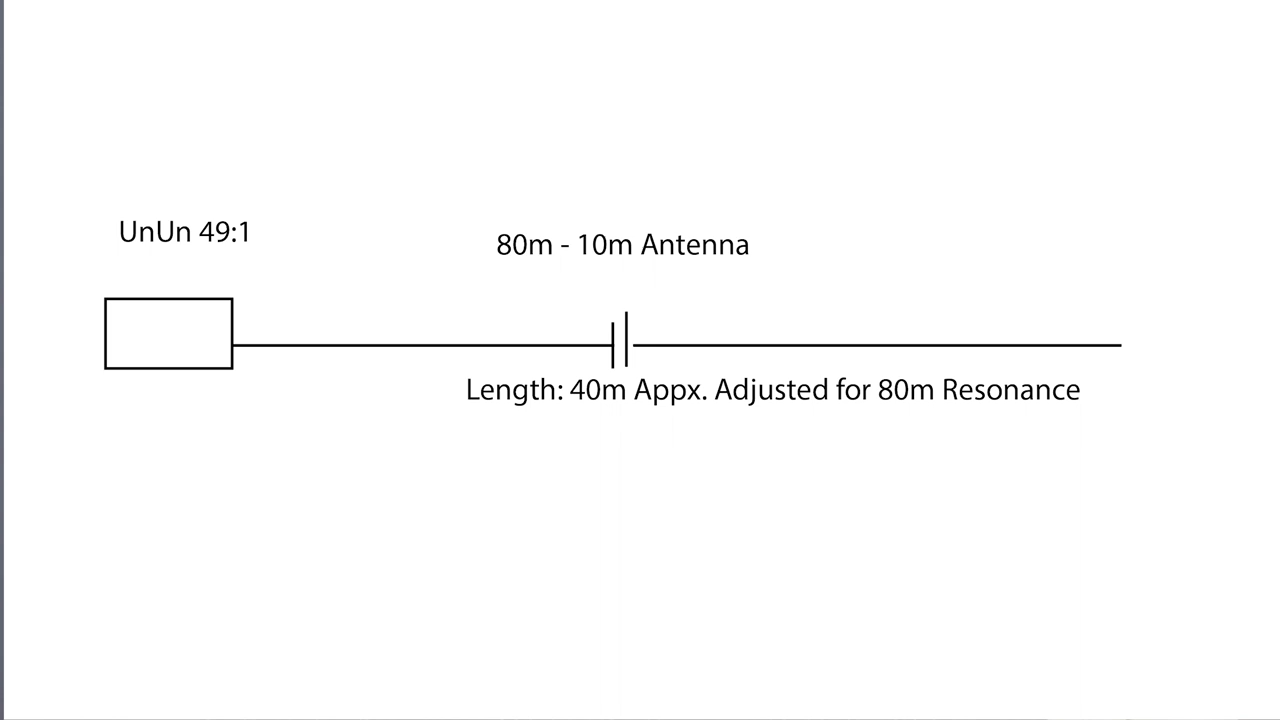 UnUn 49:1
80m - 10m Antenna
Length: 40m Appx. Adjusted for 80m Resonance